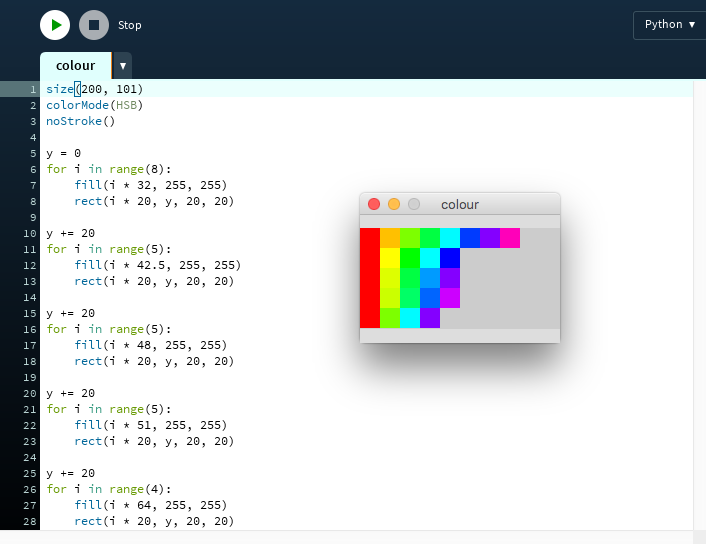 Stop
Python ▼
colour ▼
1 size(200, 101)
2 colorMode(HSB)
3 noStroke()
4
5 y = 0
6 for i in range(8):
7     fill(i * 32, 255, 255)
8     rect(i * 20, y, 20, 20)
9
10 y += 20
11 for i in range(5):
12     fill(i * 42.5, 255, 255)
13     rect(i * 20, y, 20, 20)
14
15 y += 20
16 for i in range(5):
17     fill(i * 48, 255, 255)
18     rect(i * 20, y, 20, 20)
19
20 y += 20
21 for i in range(5):
22     fill(i * 51, 255, 255)
23     rect(i * 20, y, 20, 20)
24
25 y += 20
26 for i in range(4):
27     fill(i * 64, 255, 255)
28     rect(i * 20, y, 20, 20)
colour